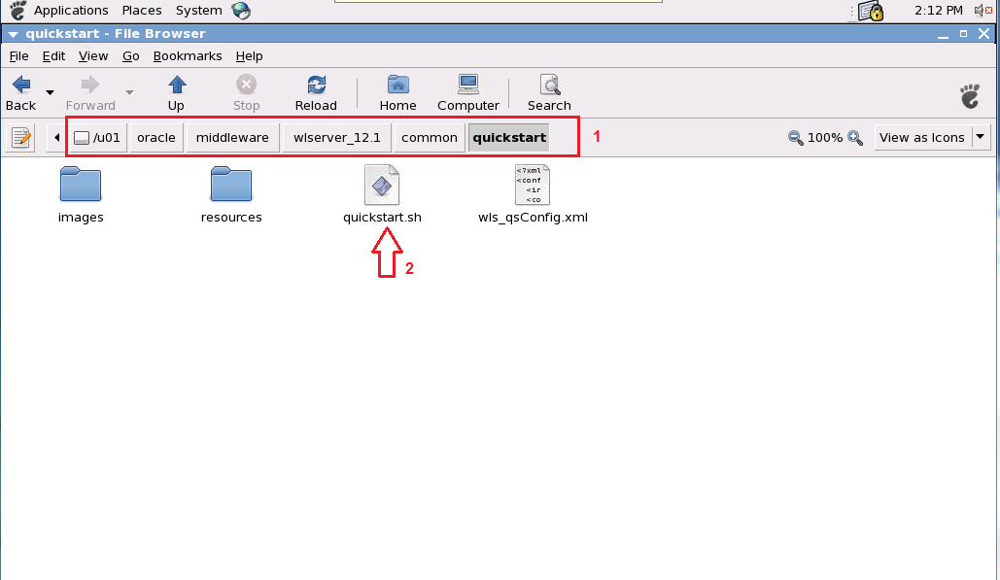 Applications Places System 2:12 PM
quickstart - File Browser
File Edit View Go Bookmarks Help
Back Forward Up Stop Reload Home Computer Search
/u01 oracle middleware wlserver_12.1 common quickstart 1 100% View as Icons
<?xml
<conf
<ir
<co
images resources quickstart.sh wls_qsConfig.xml
2